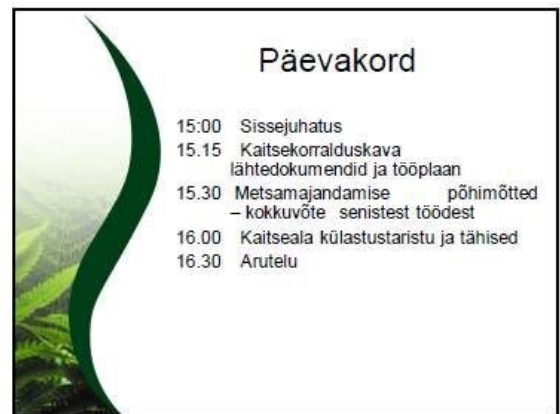 Päevakord
15:00 Sissejuhatus
15.15 Kaitsekorralduskava
lähtedokumendid ja tööplaan
15.30 Metsamajandamise põhimõtted
– kokkuvõte senistest töödest
16.00 Kaitseala külastustaristu ja tähised
16.30 Arutelu